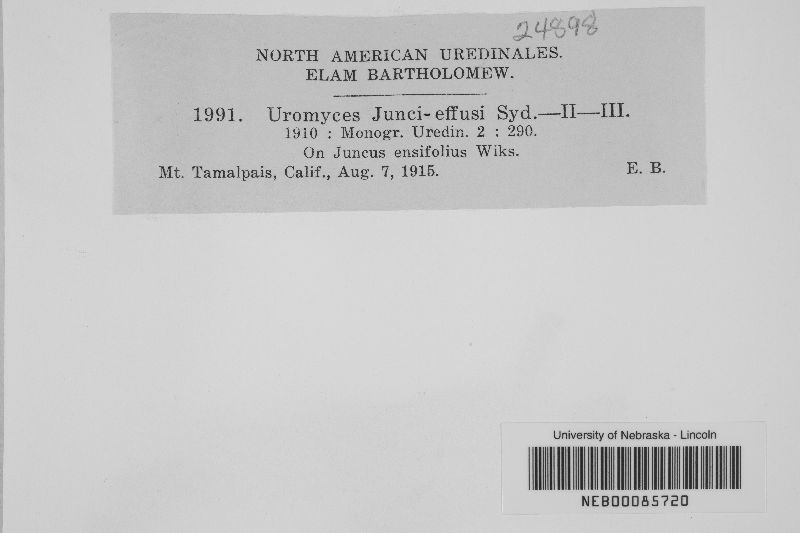 24898
NORTH AMERICAN UREDINALES.
ELAM BARTHOLOMEW.
1991. Uromyces Junci-effusi Syd.—II—III.
1910 : Monogr. Uredin. 2 : 290.
On Juncus ensifolius Wiks.
Mt. Tamalpais, Calif., Aug. 7, 1915. E. B.
University of Nebraska - Lincoln
NEB00085720